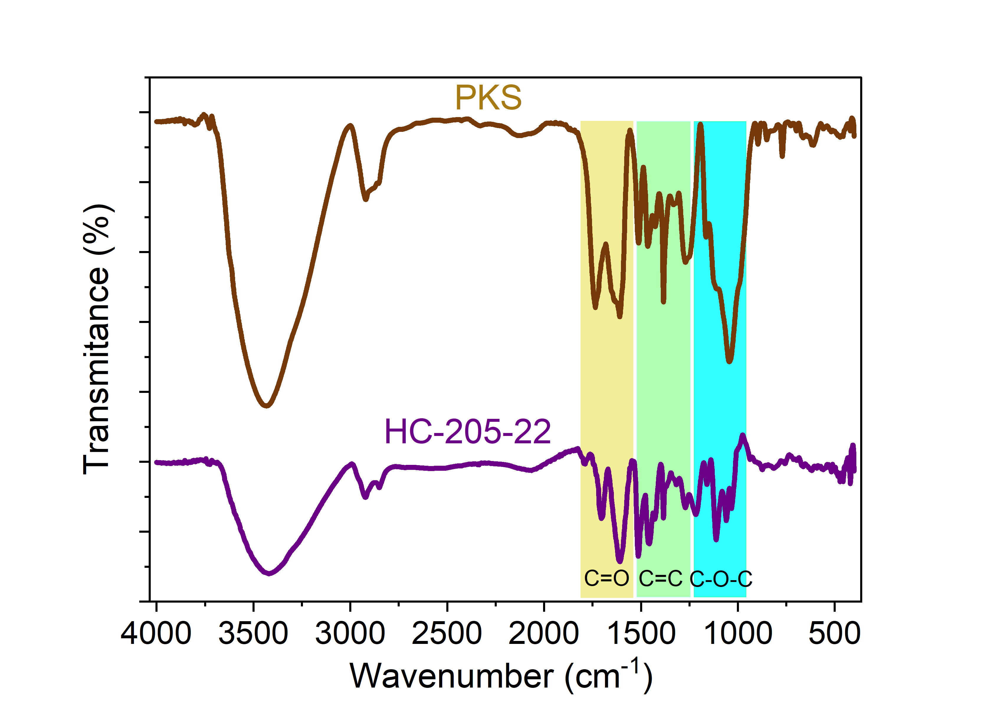 PKS
HC-205-22
Transmitance (%)
C=O C=C C-O-C
4000 3500 3000 2500 2000 1500 1000 500
Wavenumber (cm-1)